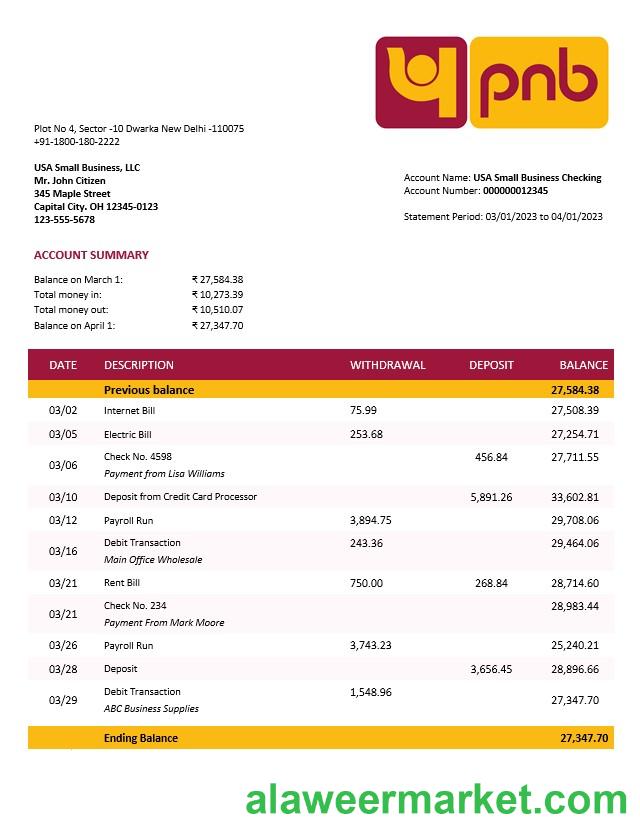 प pnb
Plot No 4, Sector -10 Dwarka New Delhi -110075
+91-1800-180-2222
USA Small Business, LLC
Mr. John Citizen
345 Maple Street
Capital City. OH 12345-0123
123-555-5678
Account Name: USA Small Business Checking
Account Number: 000000012345
Statement Period: 03/01/2023 to 04/01/2023
ACCOUNT SUMMARY
Balance on March 1: ₹ 27,584.38
Total money in: ₹ 10,273.39
Total money out: ₹ 10,510.07
Balance on April 1: ₹ 27,347.70
DATE DESCRIPTION WITHDRAWAL DEPOSIT BALANCE
Previous balance 27,584.38
03/02 Internet Bill 75.99 27,508.39
03/05 Electric Bill 253.68 27,254.71
03/06 Check No. 4598 456.84 27,711.55
Payment from Lisa Williams
03/10 Deposit from Credit Card Processor 5,891.26 33,602.81
03/12 Payroll Run 3,894.75 29,708.06
03/16 Debit Transaction 243.36 29,464.06
Main Office Wholesale
03/21 Rent Bill 750.00 268.84 28,714.60
03/21 Check No. 234 28,983.44
Payment From Mark Moore
03/26 Payroll Run 3,743.23 25,240.21
03/28 Deposit 3,656.45 28,896.66
03/29 Debit Transaction 1,548.96 27,347.70
ABC Business Supplies
Ending Balance 27,347.70
alaweermarket.com